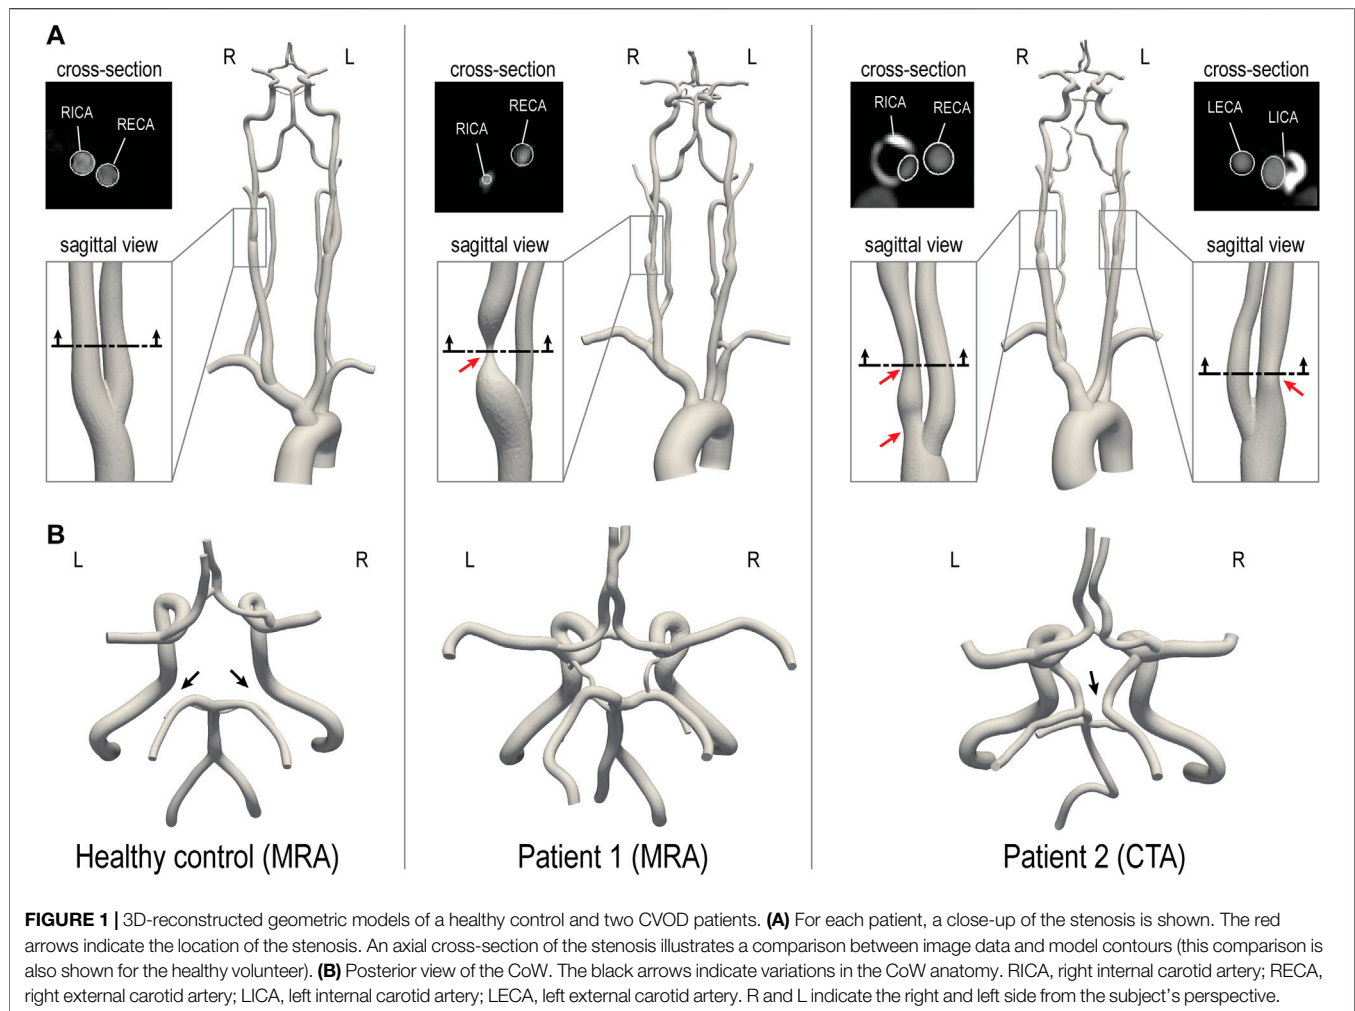 A
R L
cross-section
RICA
RECA
sagittal view
R L
cross-section
RECA
RICA
sagittal view
R L
cross-section
RICA
RECA
sagittal view
cross-section
LECA
LICA
sagittal view
B
L R
Healthy control (MRA)
L R
Patient 1 (MRA)
L R
Patient 2 (CTA)
FIGURE 1 | 3D-reconstructed geometric models of a healthy control and two CVOD patients. (A) For each patient, a close-up of the stenosis is shown. The red
arrows indicate the location of the stenosis. An axial cross-section of the stenosis illustrates a comparison between image data and model contours (this comparison is
also shown for the healthy volunteer). (B) Posterior view of the CoW. The black arrows indicate variations in the CoW anatomy. RICA, right internal carotid artery; RECA,
right external carotid artery; LICA, left internal carotid artery; LECA, left external carotid artery. R and L indicate the right and left side from the subject's perspective.